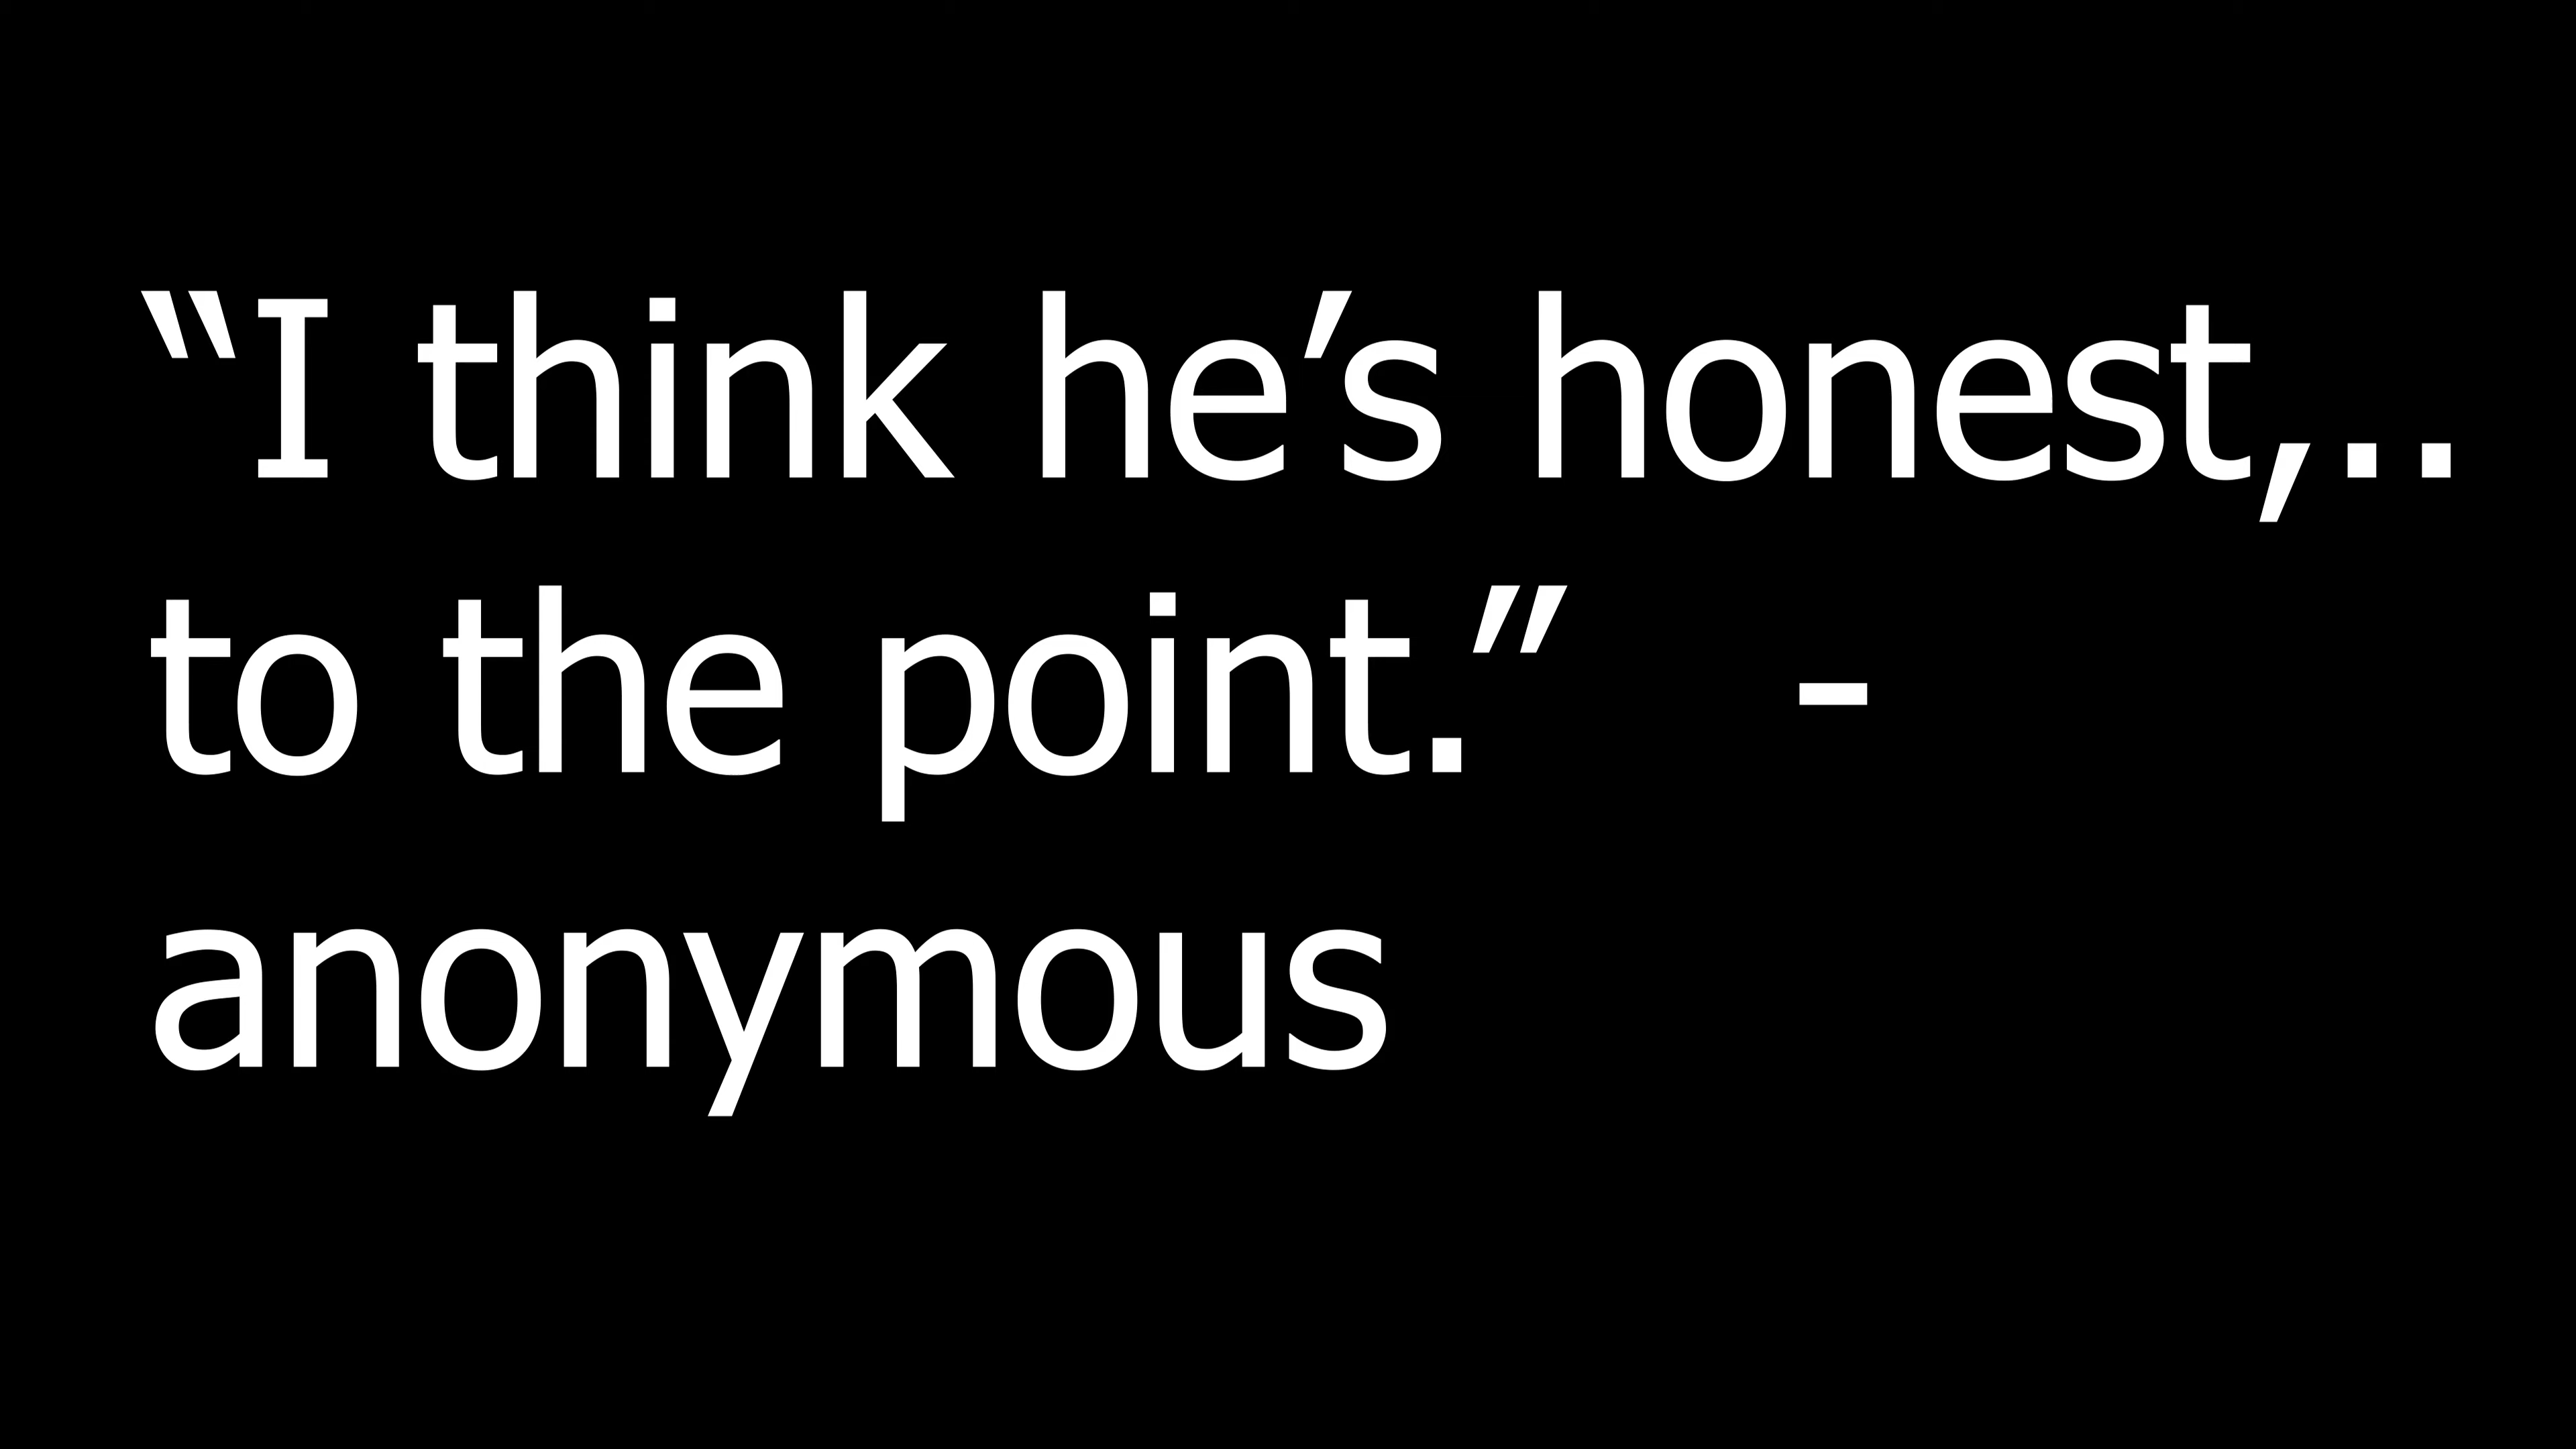 “I think he’s honest,..
to the point.”  -
anonymous